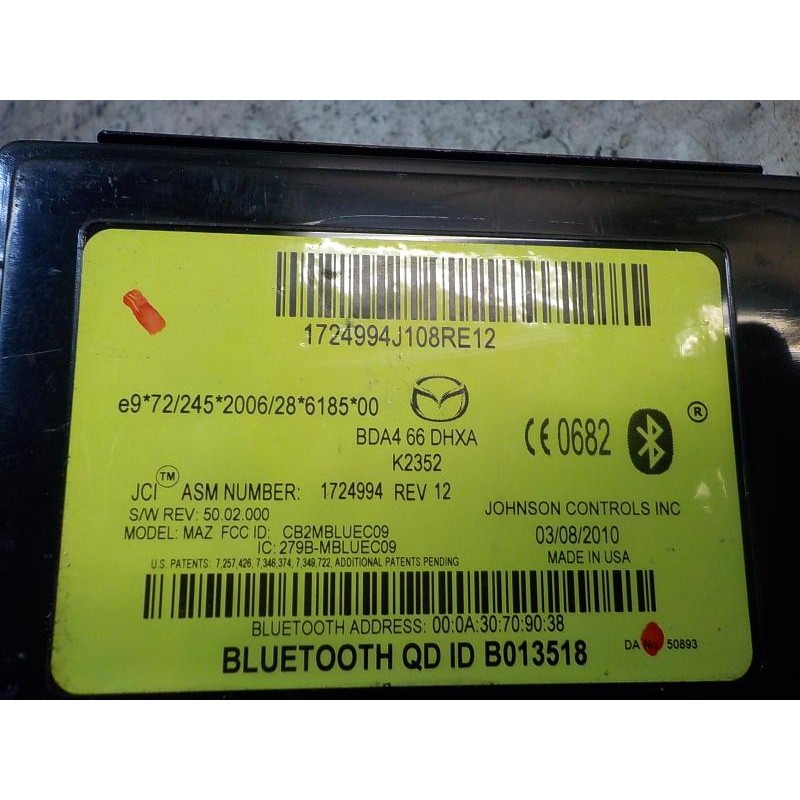 1724994J108RE12
e9*72/245*2006/28*6185*00
BDA4 66 DHXA
K2352
CE 0682 ®
JCI™ ASM NUMBER: 1724994 REV 12
S/W REV: 50.02.000
JOHNSON CONTROLS INC
MODEL: MAZ FCC ID: CB2MBLUEC09
03/08/2010
IC: 279B-MBLUEC09
MADE IN USA
U.S. PATENTS: 7,257,426, 7,346,374, 7,349,722, ADDITIONAL PATENTS PENDING
BLUETOOTH ADDRESS: 00:0A:30:70:90:38
BLUETOOTH QD ID B013518
DA No: 50893